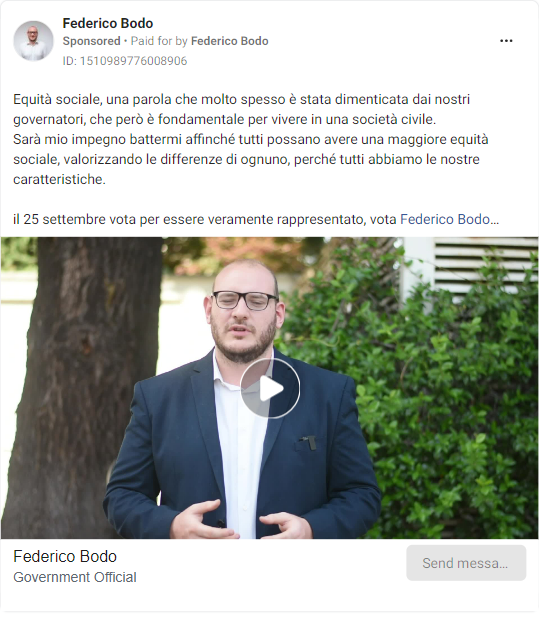 Federico Bodo
Sponsored • Paid for by Federico Bodo
ID: 1510989776008906
Equità sociale, una parola che molto spesso è stata dimenticata dai nostri
governatori, che però è fondamentale per vivere in una società civile.
Sarà mio impegno battermi affinché tutti possano avere una maggiore equità
sociale, valorizzando le differenze di ognuno, perché tutti abbiamo le nostre
caratteristiche.
il 25 settembre vota per essere veramente rappresentato, vota Federico Bodo...
Federico Bodo
Government Official
Send messa...